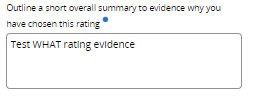 Outline a short overall summary to evidence why you
have chosen this rating
Test WHAT rating evidence